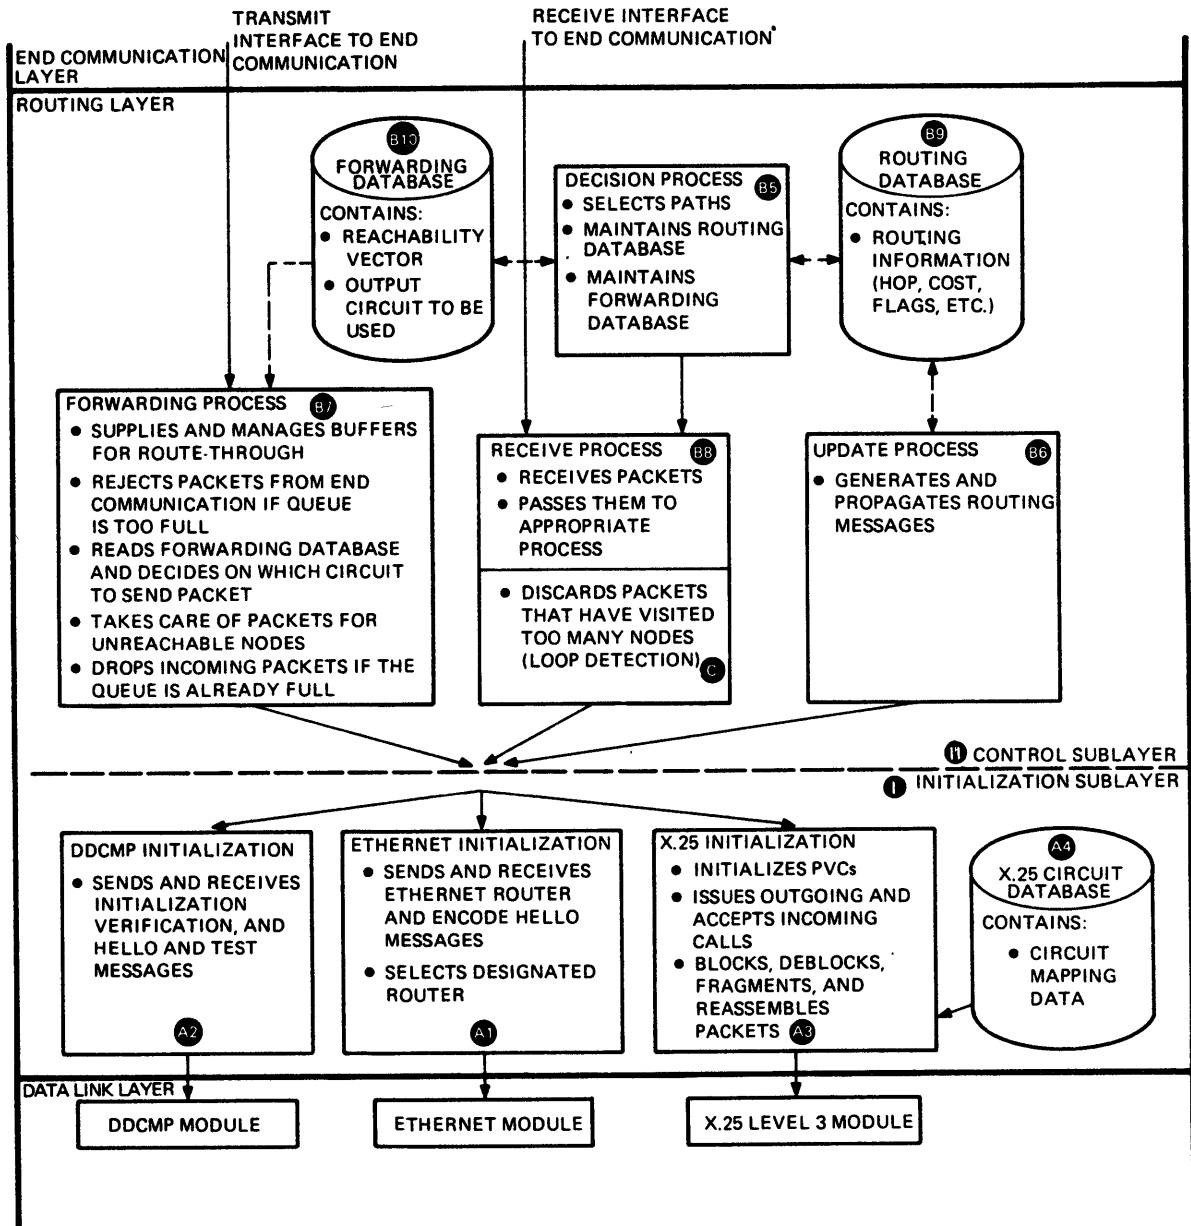 TRANSMIT
INTERFACE TO END
COMMUNICATION
RECEIVE INTERFACE
TO END COMMUNICATION
END COMMUNICATION
LAYER
ROUTING LAYER
B10
FORWARDING
DATABASE
CONTAINS:
• REACHABILITY
VECTOR
• OUTPUT
CIRCUIT TO BE
USED
DECISION PROCESS
B5
• SELECTS PATHS
• MAINTAINS ROUTING
DATABASE
• MAINTAINS
FORWARDING
DATABASE
B9
ROUTING
DATABASE
CONTAINS:
• ROUTING
INFORMATION
(HOP, COST,
FLAGS, ETC.)
FORWARDING PROCESS
B7
• SUPPLIES AND MANAGES BUFFERS
FOR ROUTE-THROUGH
• REJECTS PACKETS FROM END
COMMUNICATION IF QUEUE
IS TOO FULL
• READS FORWARDING DATABASE
AND DECIDES ON WHICH CIRCUIT
TO SEND PACKET
• TAKES CARE OF PACKETS FOR
UNREACHABLE NODES
• DROPS INCOMING PACKETS IF THE
QUEUE IS ALREADY FULL
RECEIVE PROCESS
B8
• RECEIVES PACKETS
• PASSES THEM TO
APPROPRIATE
PROCESS
• DISCARDS PACKETS
THAT HAVE VISITED
TOO MANY NODES
(LOOP DETECTION)
C
UPDATE PROCESS
B6
• GENERATES AND
PROPAGATES ROUTING
MESSAGES
CONTROL SUBLAYER
I INITIALIZATION SUBLAYER
DDCMP INITIALIZATION
• SENDS AND RECEIVES
INITIALIZATION
VERIFICATION, AND
HELLO AND TEST
MESSAGES
A2
ETHERNET INITIALIZATION
• SENDS AND RECEIVES
ETHERNET ROUTER
AND ENCODE HELLO
MESSAGES
• SELECTS DESIGNATED
ROUTER
A1
X.25 INITIALIZATION
• INITIALIZES PVCs
• ISSUES OUTGOING AND
ACCEPTS INCOMING
CALLS
• BLOCKS, DEBLOCKS,
FRAGMENTS, AND
REASSEMBLES
PACKETS
A3
A4
X.25 CIRCUIT
DATABASE
CONTAINS:
• CIRCUIT
MAPPING
DATA
DATA LINK LAYER
DDCMP MODULE
ETHERNET MODULE
X.25 LEVEL 3 MODULE